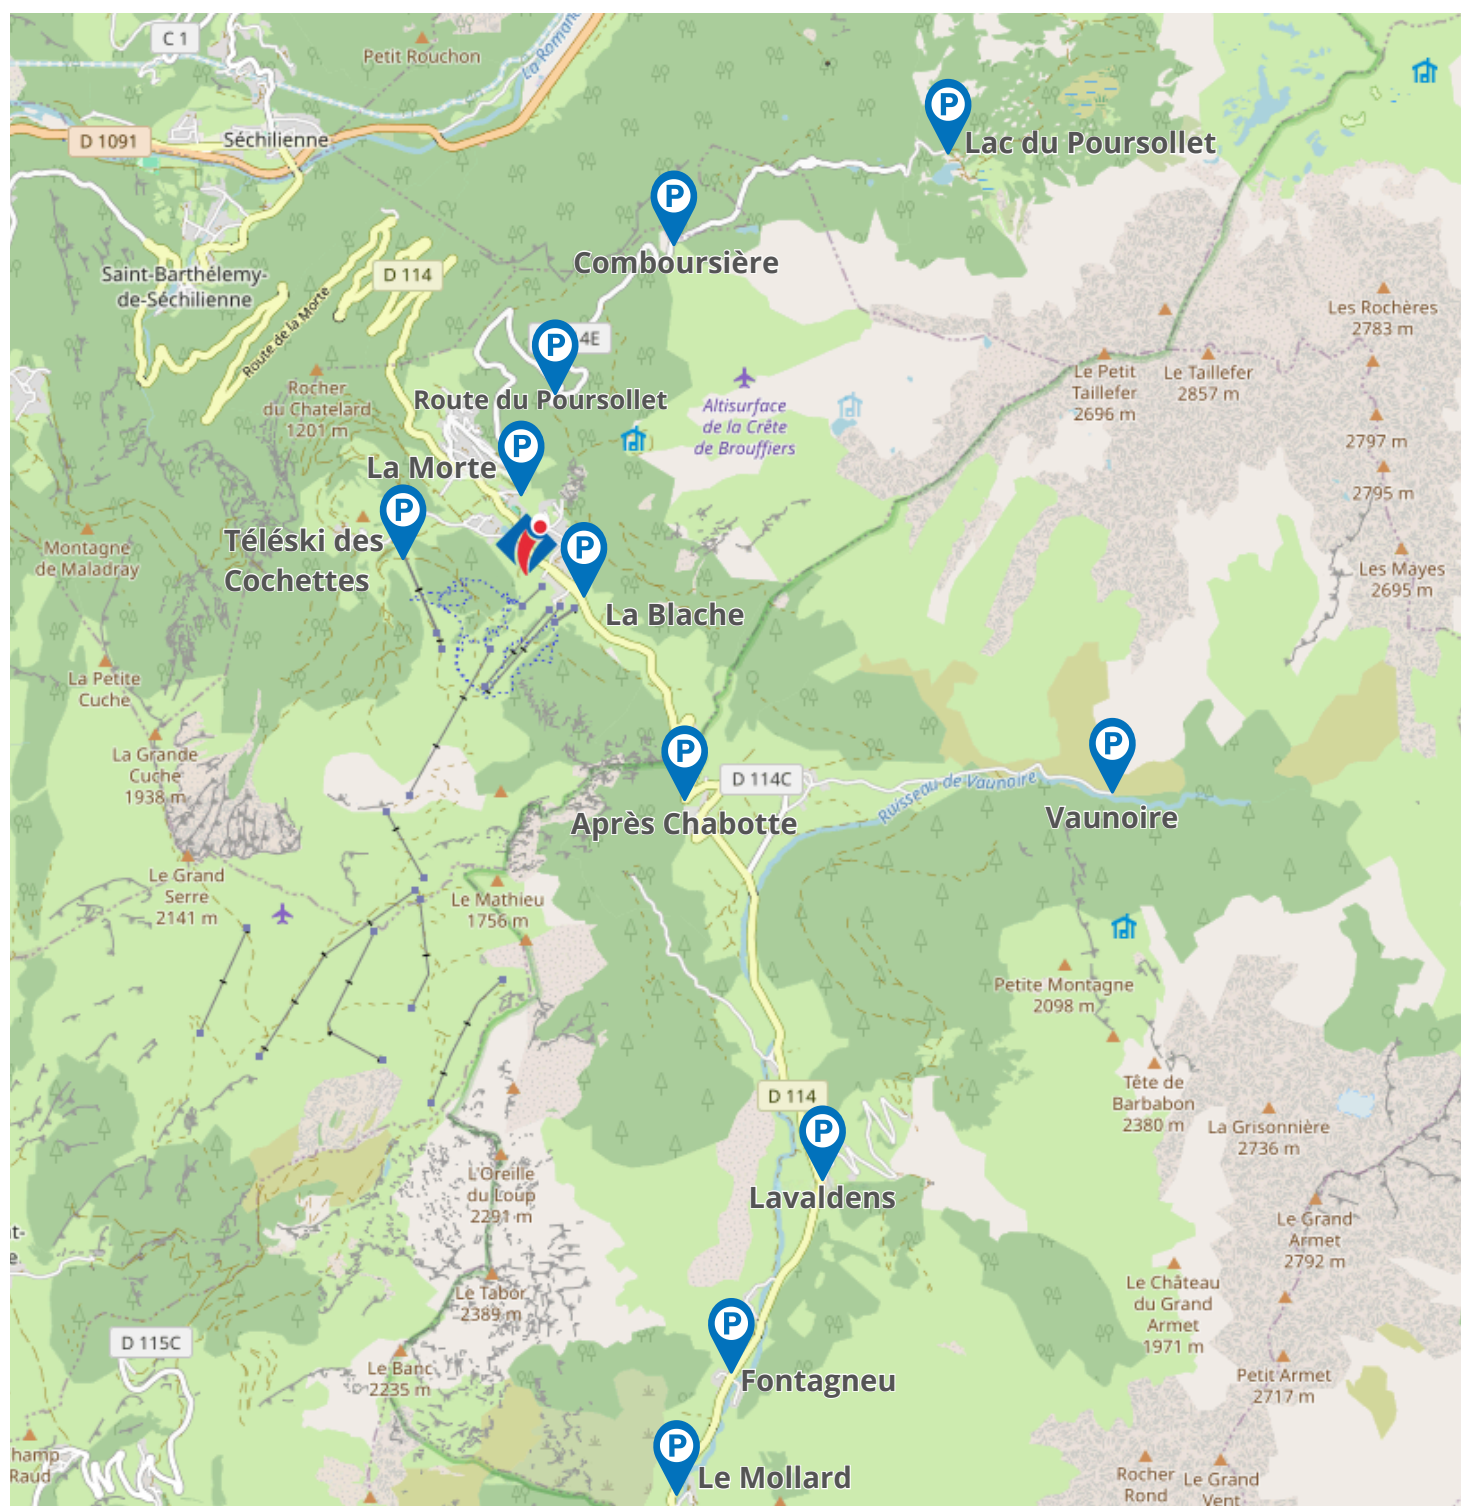 C 1
Petit Rouchon
La Romanc
D 1091
Séchilienne
P
Lac du Poursollet
P
Comboursière
Saint-Barthélemy-
de-Séchilienne
D 114
Route de la Morte
Les Rochères
2783 m
P
4E
Route du Poursollet
Rocher
du Chatelard
1201 m
Altisurface
de la Crête
de Brouffiers
Le Petit
Taillefer
2696 m
Le Taillefer
2857 m
2797 m
P
La Morte
2795 m
P
Téléski des
Cochettes
Montagne
de Maladray
P
La Blache
Les Mayes
2695 m
La Petite
Cuche
La Grande
Cuche
1938 m
P
Après Chabotte
D 114C
Ruisseau de Vaunoire
P
Vaunoire
Le Grand
Serre
2141 m
Le Mathieu
1756 m
Petite Montagne
2098 m
D 114
Tête de
Barbabon
2380 m
La Grisonnière
2736 m
P
Lavaldens
L'Oreille
du Loup
2291 m
t-
e
Le Grand
Armet
2792 m
Le Tabor
2389 m
Le Château
du Grand
Armet
1971 m
D 115C
Le Banc
2235 m
P
Fontagneu
Petit Armet
2717 m
hamp
Raud
P
Le Mollard
Rocher
Rond
Le Grand
Vent